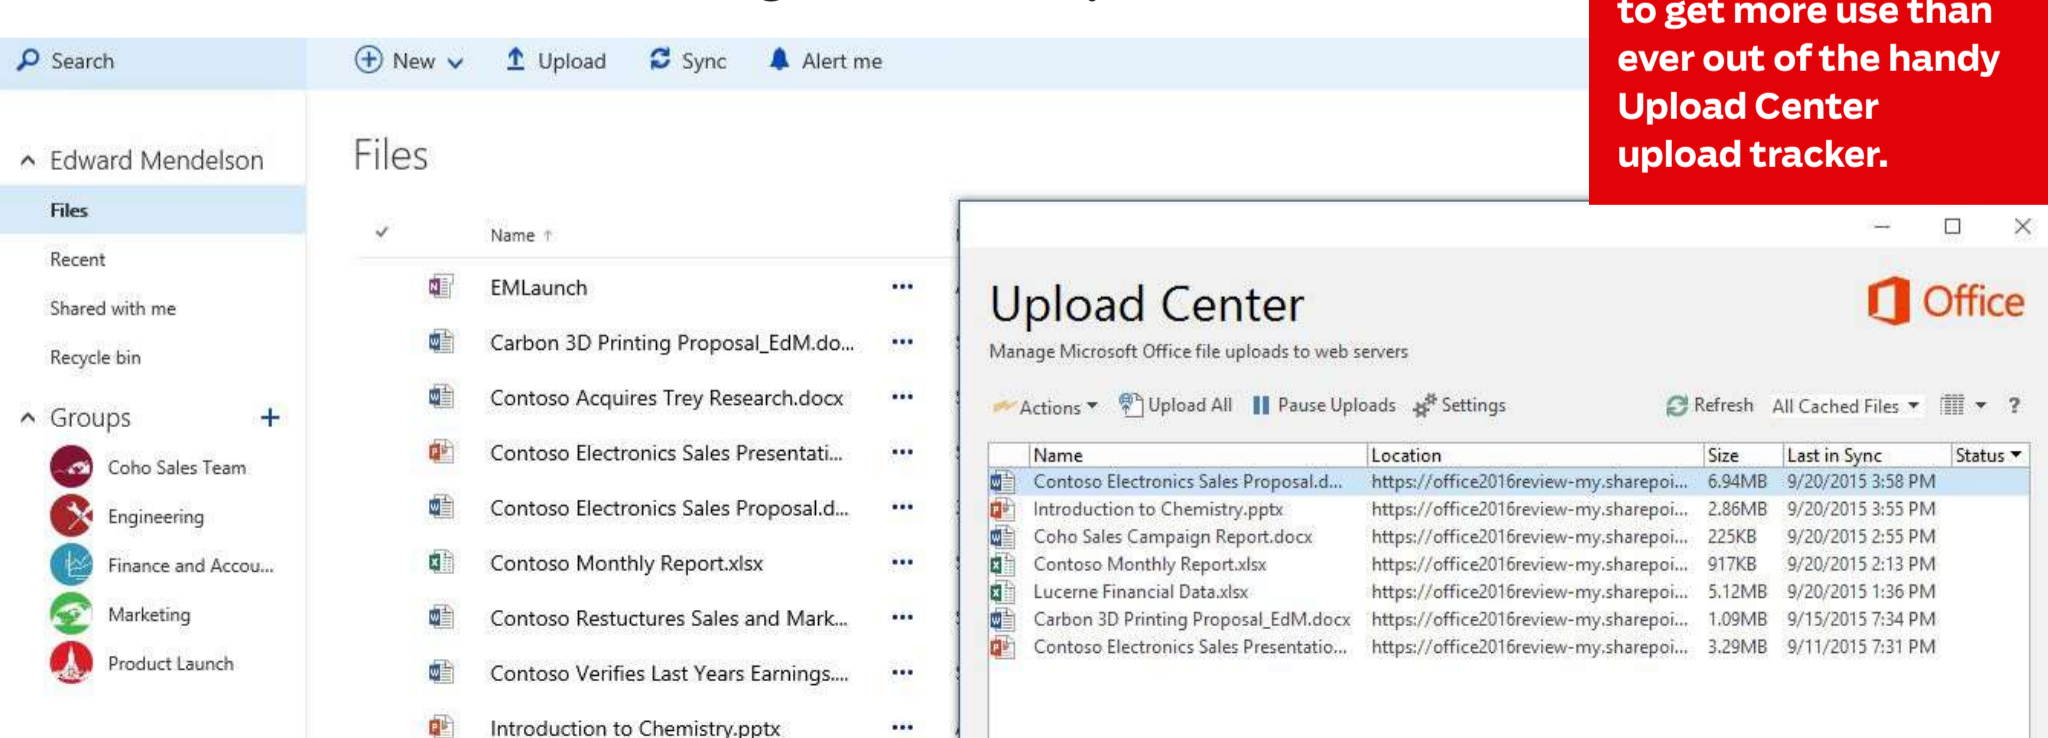 to get more use than
ever out of the handy
Upload Center
upload tracker.
Search
New
Upload
Sync
Alert me
Edward Mendelson
Files
Recent
Shared with me
Recycle bin
Groups
+
Coho Sales Team
Engineering
Finance and Accou...
Marketing
Product Launch
Files
Name ↑
EMLaunch
Carbon 3D Printing Proposal_EdM.do...
Contoso Acquires Trey Research.docx
Contoso Electronics Sales Presentati...
Contoso Electronics Sales Proposal.d...
Contoso Monthly Report.xlsx
Contoso Restuctures Sales and Mark...
Contoso Verifies Last Years Earnings....
Introduction to Chemistry.pptx
Upload Center
Office
Manage Microsoft Office file uploads to web servers
Actions Upload All Pause Uploads Settings Refresh All Cached Files ?
Name Location Size Last in Sync Status
Contoso Electronics Sales Proposal.d... https://office2016review-my.sharepoi... 6.94MB 9/20/2015 3:58 PM
Introduction to Chemistry.pptx https://office2016review-my.sharepoi... 2.86MB 9/20/2015 3:55 PM
Coho Sales Campaign Report.docx https://office2016review-my.sharepoi... 225KB 9/20/2015 2:55 PM
Contoso Monthly Report.xlsx https://office2016review-my.sharepoi... 917KB 9/20/2015 2:13 PM
Lucerne Financial Data.xlsx https://office2016review-my.sharepoi... 5.12MB 9/20/2015 1:36 PM
Carbon 3D Printing Proposal_EdM.docx https://office2016review-my.sharepoi... 1.09MB 9/15/2015 7:34 PM
Contoso Electronics Sales Presentatio... https://office2016review-my.sharepoi... 3.29MB 9/11/2015 7:31 PM